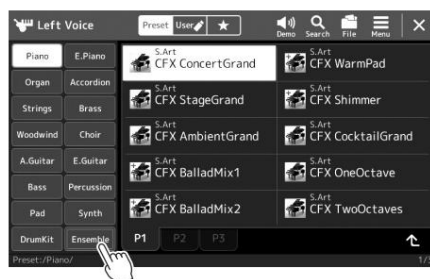 Left Voice
Preset User
Demo Search File Menu
Piano E.Piano
Organ Accordion
Strings Brass
Woodwind Choir
A.Guitar E.Guitar
Bass Percussion
Pad Synth
DrumKit Ensemble
S.Art
CFX ConcertGrand
S.Art
CFX WarmPad
S.Art
CFX StageGrand
S.Art
CFX Shimmer
S.Art
CFX AmbientGrand
S.Art
CFX CocktailGrand
S.Art
CFX BalladMix1
S.Art
CFX OneOctave
S.Art
CFX BalladMix2
S.Art
CFX TwoOctaves
P1 P2 P3
Preset:/Piano/
1/3